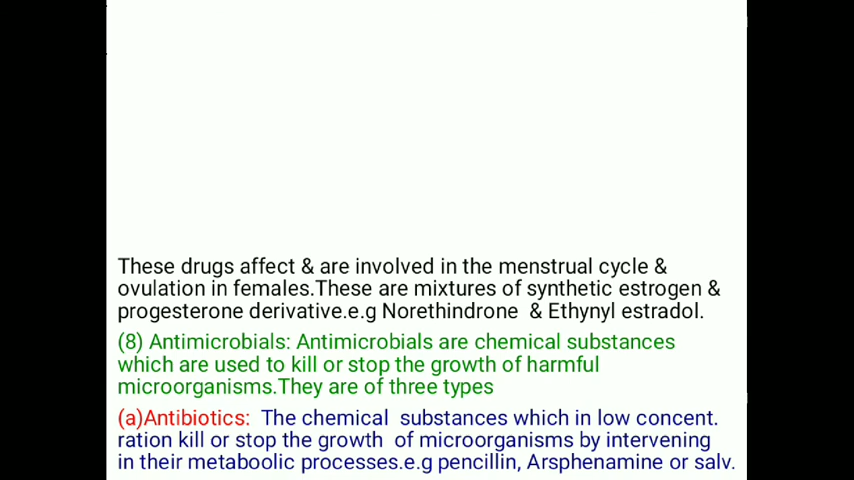 These drugs affect & are involved in the menstrual cycle &
ovulation in females.These are mixtures of synthetic estrogen &
progesterone derivative.e.g Norethindrone & Ethynyl estradol.
(8) Antimicrobials: Antimicrobials are chemical substances
which are used to kill or stop the growth of harmful
microorganisms.They are of three types
(a)Antibiotics: The chemical substances which in low concent.
ration kill or stop the growth of microorganisms by intervening
in their metaboolic processes.e.g pencillin, Arsphenamine or salv.